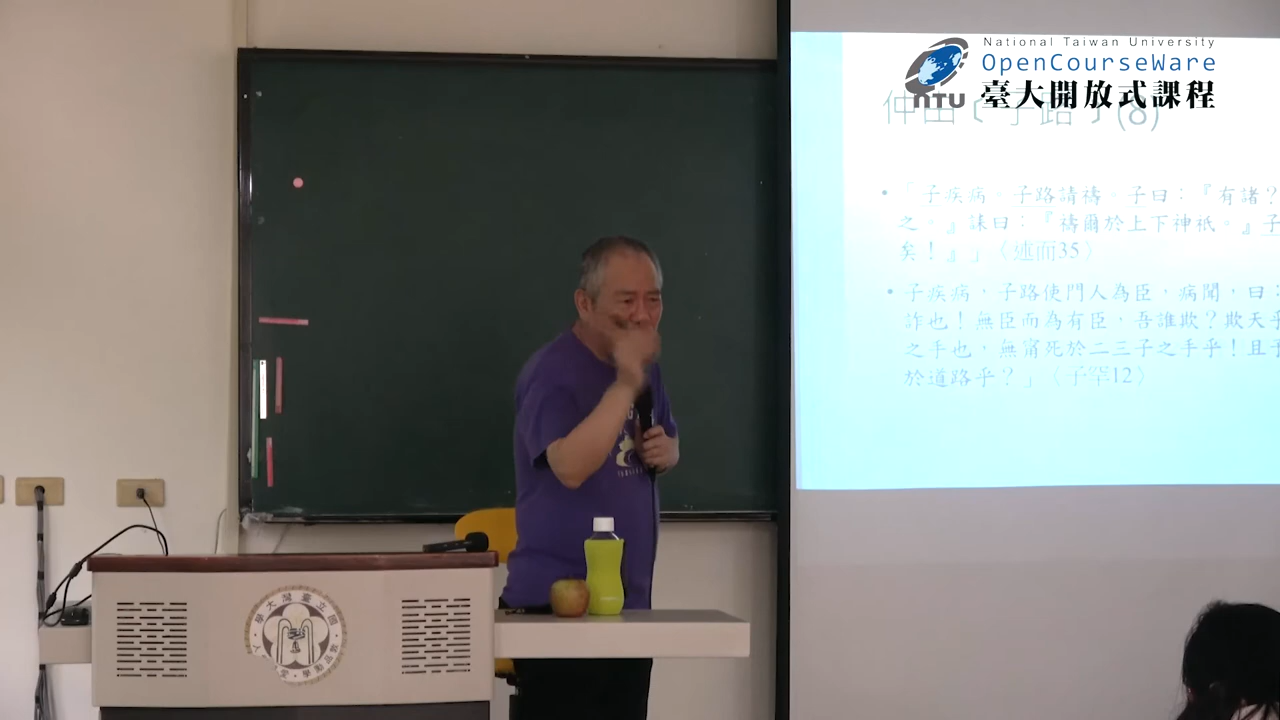 National Taiwan University
OpenCourseWare
NTU 臺大開放式課程
仲由〔子路〕(8)
• 「子疾病,子路請禱。子曰:『有諸?
之。』誄曰:『禱爾於上下神祇。』子
矣!』」〈述而35〉
• 子疾病,子路使門人為臣,病閒,曰:
詐也!無臣而為有臣,吾誰欺?欺天乎
之手也,無甯死於二三子之手乎!且予
於道路乎?」〈子罕12〉